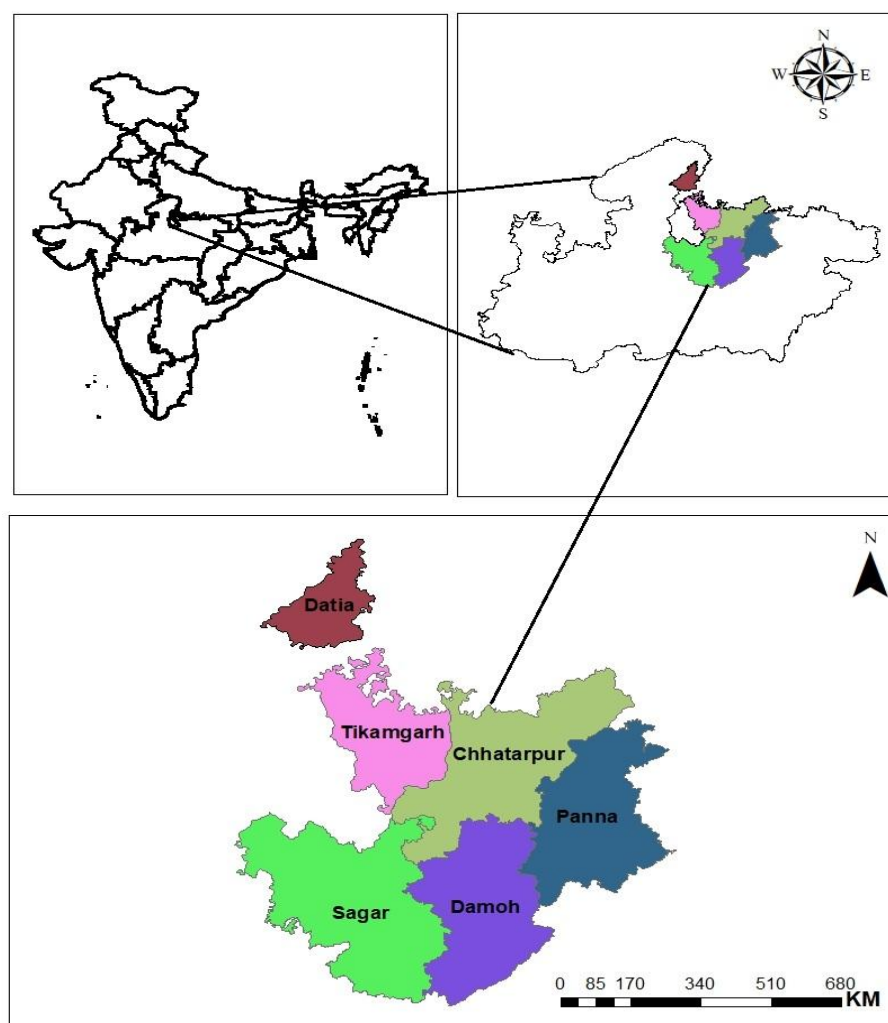 N
W E
S
N
Datia
Tikamgarh
Chhatarpur
Panna
Sagar
Damoh
0 85 170 340 510 680
KM